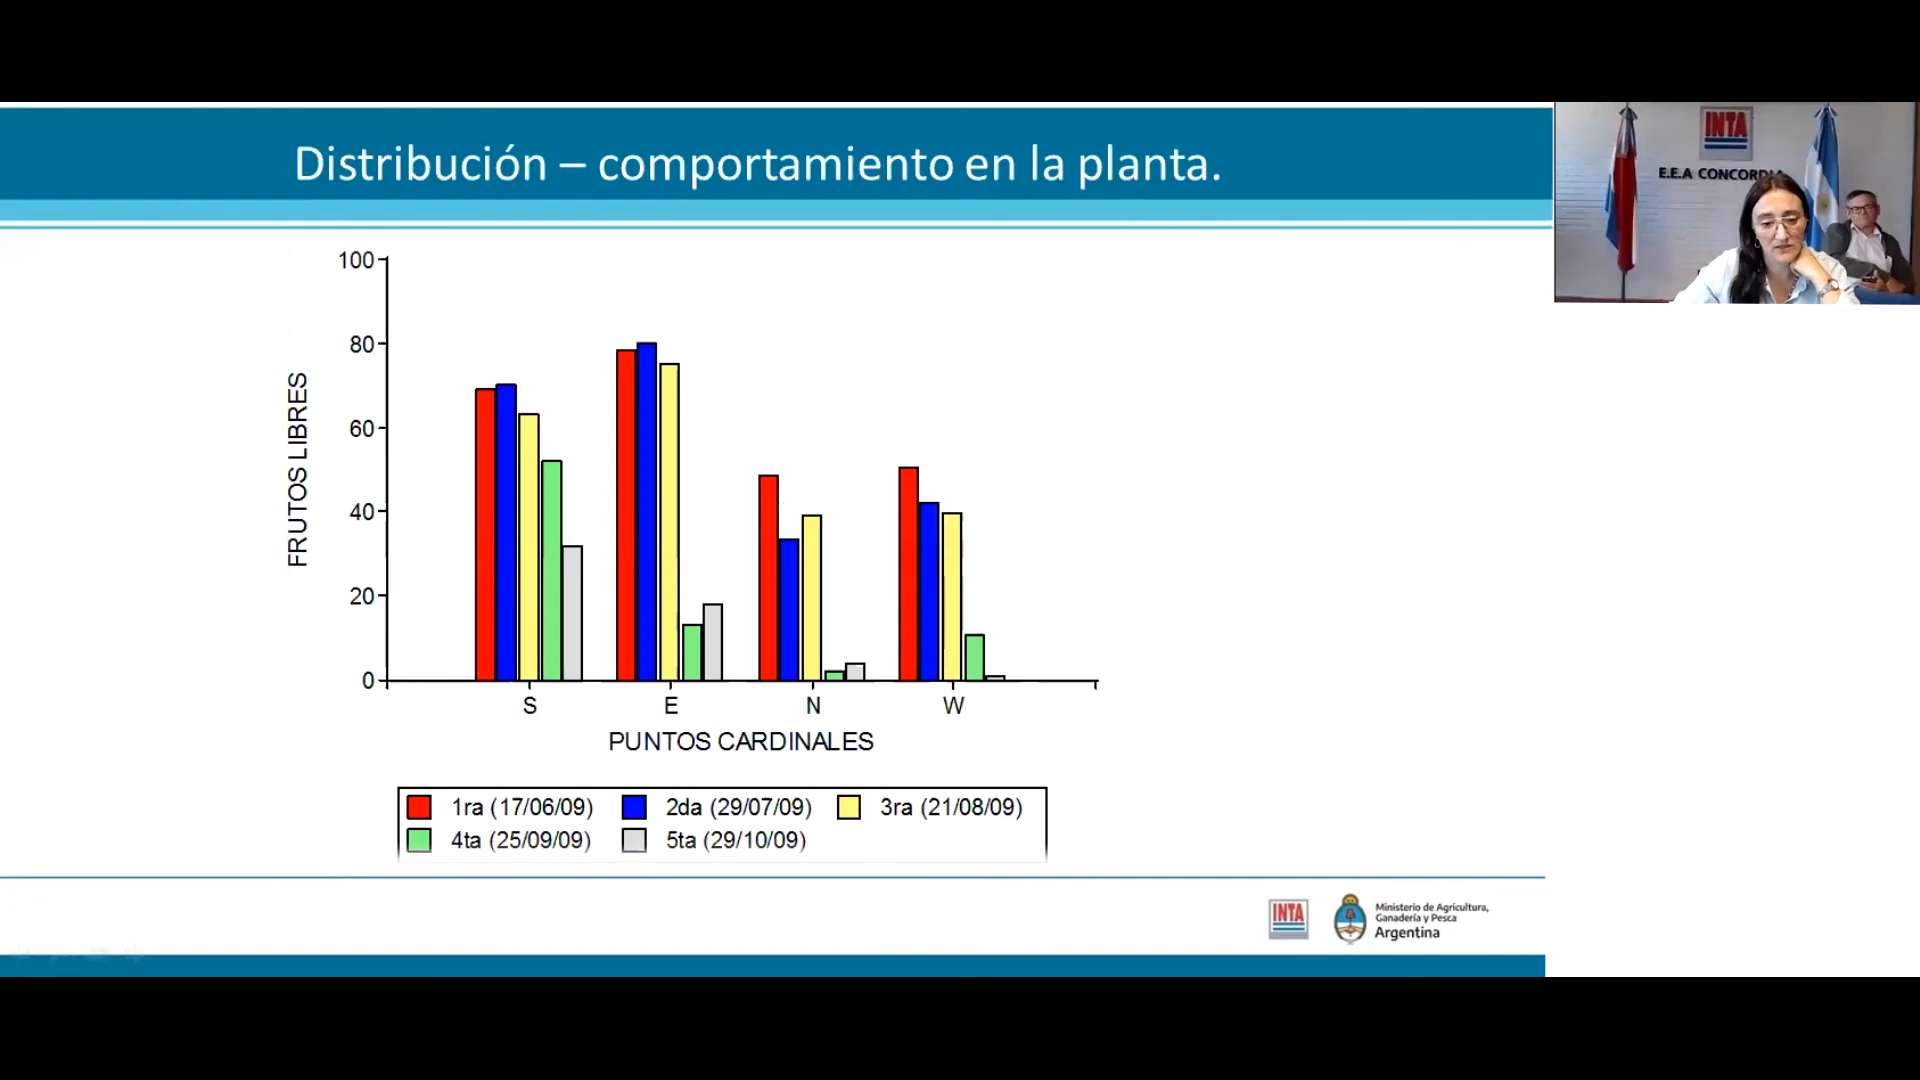 Distribución – comportamiento en la planta.
INTA
E.E.A CONCORDIA
100
80
60
40
20
0
FRUTOS LIBRES
S E N W
PUNTOS CARDINALES
1ra (17/06/09) 2da (29/07/09) 3ra (21/08/09)
4ta (25/09/09) 5ta (29/10/09)
INTA
Ministerio de Agricultura,
Ganadería y Pesca
Argentina